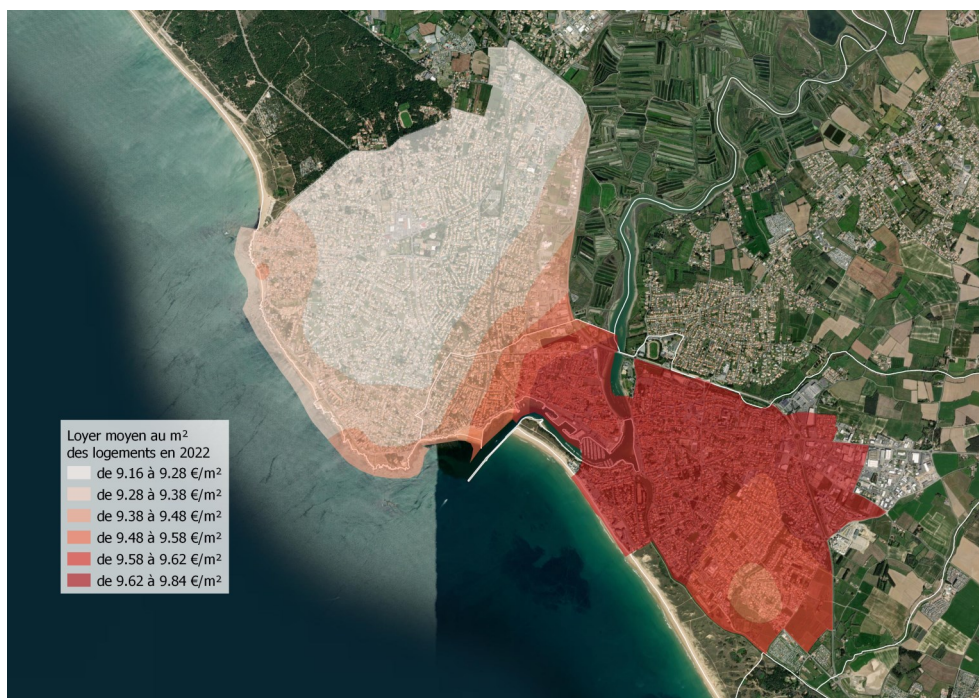 Loyer moyen au m²
des logements en 2022
de 9.16 à 9.28 €/m²
de 9.28 à 9.38 €/m²
de 9.38 à 9.48 €/m²
de 9.48 à 9.58 €/m²
de 9.58 à 9.62 €/m²
de 9.62 à 9.84 €/m²